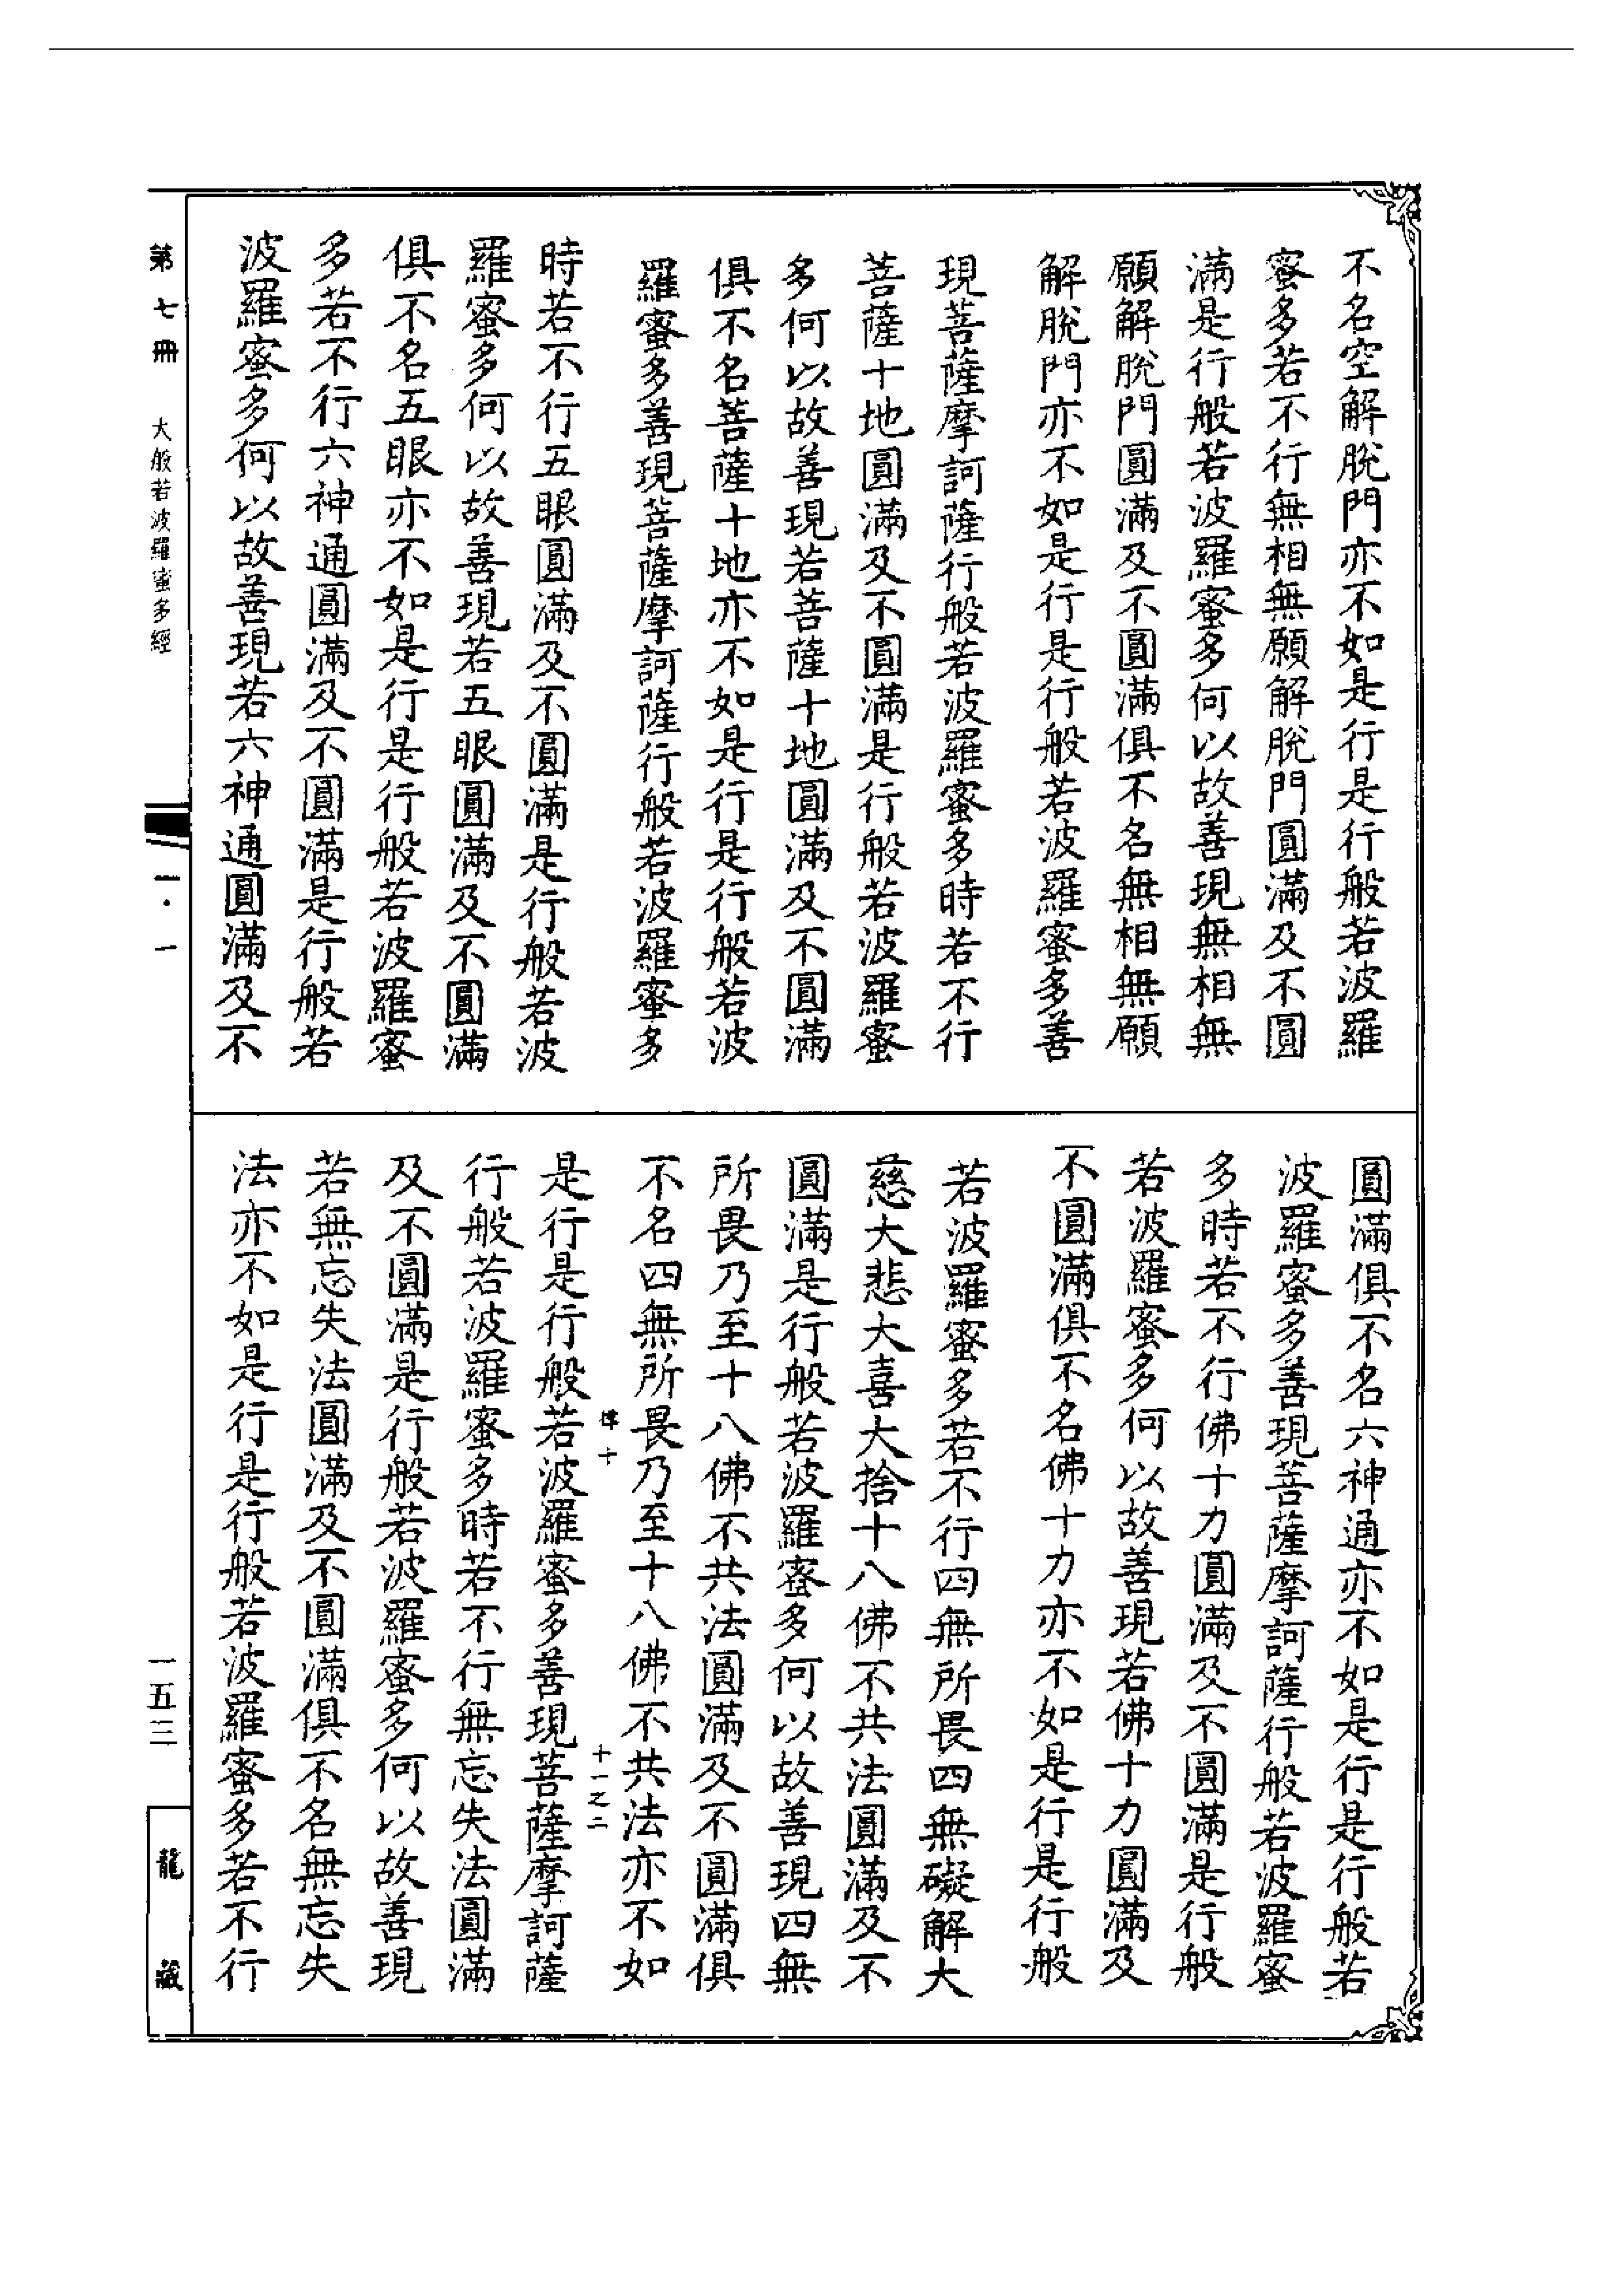 不名空解脫門亦不如是行是行般若波羅
蜜多若不行無相無願解脫門圓滿及不圓
滿是行般若波羅蜜多何以故善現無相無
願解脫門圓滿及不圓滿俱不名無相無願
解脫門亦不如是行是行般若波羅蜜多善
現菩薩摩訶薩行般若波羅蜜多時若不行
菩薩十地圓滿及不圓滿是行般若波羅蜜
多何以故善現若菩薩十地圓滿及不圓滿
俱不名菩薩十地亦不如是行是行般若波
羅蜜多善現菩薩摩訶薩行般若波羅蜜多
時若不行五眼圓滿及不圓滿是行般若波
羅蜜多何以故善現若五眼圓滿及不圓滿
俱不名五眼亦不如是行是行般若波羅蜜
多若不行六神通圓滿及不圓滿是行般若
波羅蜜多何以故善現若六神通圓滿及不
圓滿俱不名六神通亦不如是行是行般若
波羅蜜多善現菩薩摩訶薩行般若波羅蜜
多時若不行佛十力圓滿及不圓滿是行般
若波羅蜜多何以故善現若佛十力圓滿及
不圓滿俱不名佛十力亦不如是行是行般
若波羅蜜多若不行四無所畏四無礙解大
慈大悲大喜大捨十八佛不共法圓滿及不
圓滿是行般若波羅蜜多何以故善現四無
所畏乃至十八佛不共法圓滿及不圓滿俱
不名四無所畏乃至十八佛不共法亦不如
十一之二
是行是行般若波羅蜜多善現菩薩摩訶薩
行般若波羅蜜多時若不行無忘失法圓滿
及不圓滿是行般若波羅蜜多何以故善現
若無忘失法圓滿及不圓滿俱不名無忘失
法亦不如是行是行般若波羅蜜多若不行
第七冊 大般若波羅蜜多經
一·一
一五三
龍藏